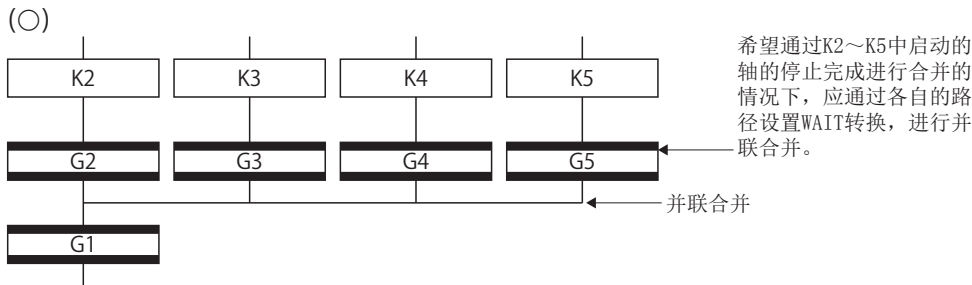 (○)
K2
K3
K4
K5
希望通过K2～K5中启动的
轴的停止完成进行合并的
情况下，应通过各自的路
径设置WAIT转换，进行并
联合并。
G2
G3
G4
G5
并联合并
G1